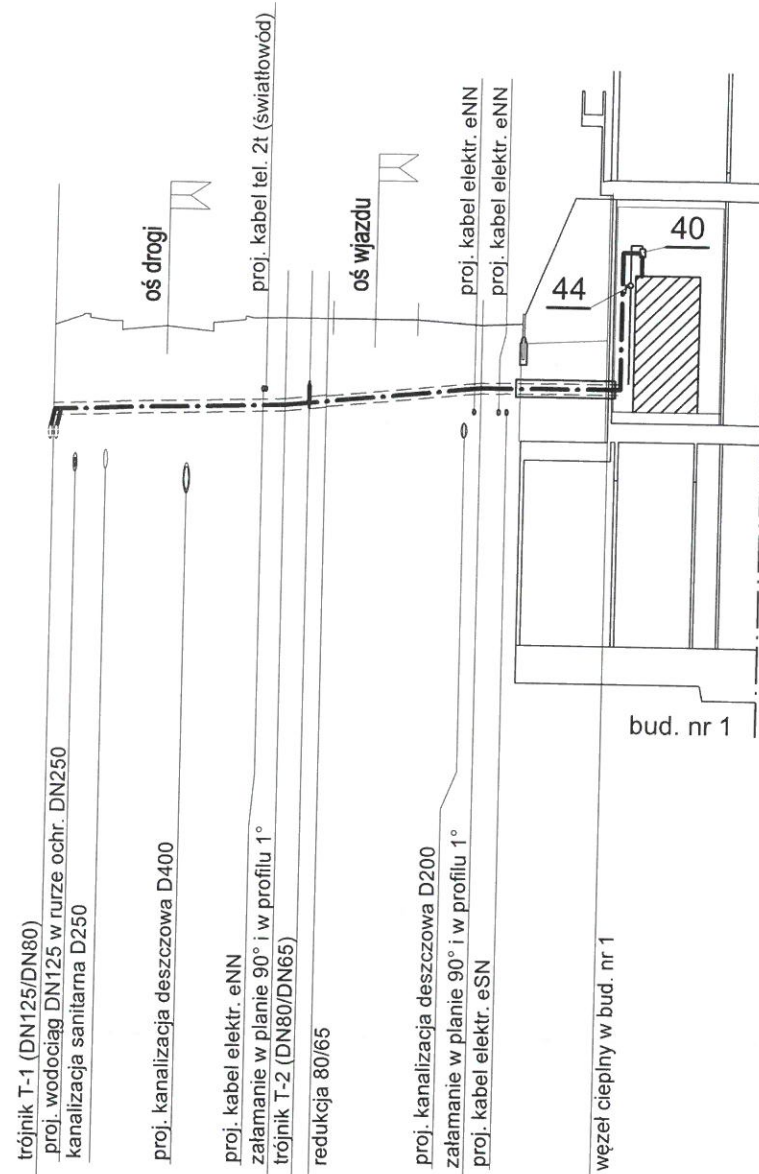 trójnik T-1 (DN125/DN80)
proj. wodociąg DN125 w rurze ochr. DN250
kanalizacja sanitarna D250
proj. kanalizacja deszczowa D400
proj. kabel elektr. eNN
załamanie w planie 90° i w profilu 1°
trójnik T-2 (DN80/DN65)
redukcja 80/65
proj. kanalizacja deszczowa D200
załamanie w planie 90° i w profilu 1°
proj. kabel elektr. eSN
węzeł cieplny w bud. nr 1
oś drogi
proj. kabel tel. 2t (światłowód)
oś wjazdu
proj. kabel elektr. eNN
proj. kabel elektr. eNN
40
44
bud. nr 1